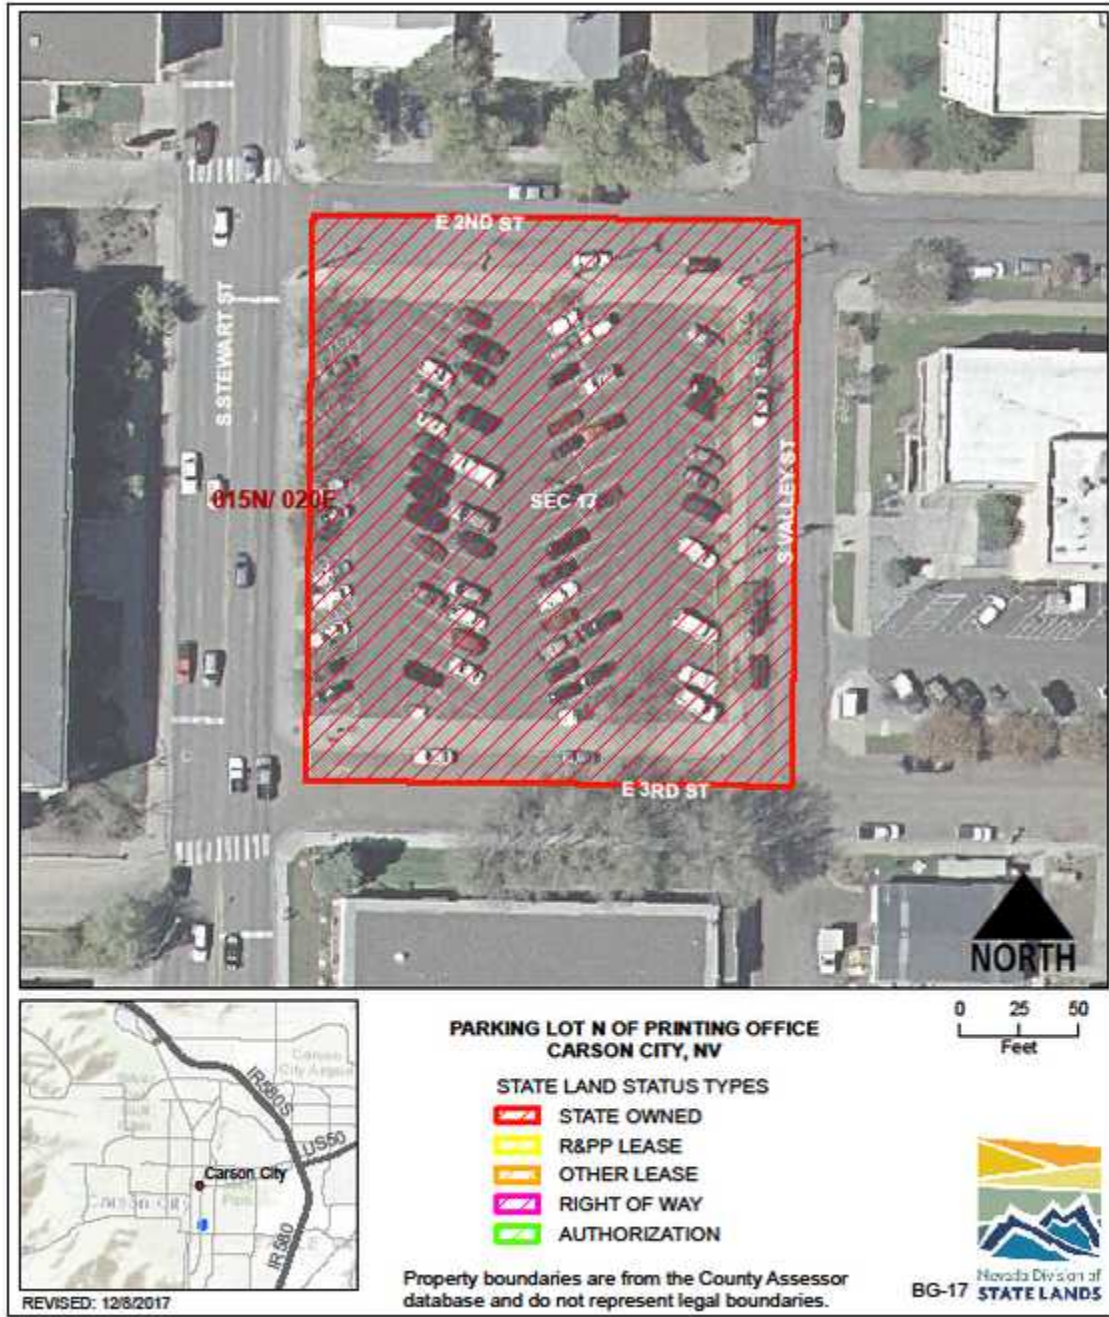 E 2ND ST
S STEWART ST
015N/ 020E
SEC 17
S VALLEY ST
E 3RD ST
NORTH
IR580S
US50
Carson City
IR580
REVISED: 12/8/2017
PARKING LOT N OF PRINTING OFFICE
CARSON CITY, NV
STATE LAND STATUS TYPES
STATE OWNED
R&PP LEASE
OTHER LEASE
RIGHT OF WAY
AUTHORIZATION
Property boundaries are from the County Assessor
database and do not represent legal boundaries.
0 25 50
Feet
BG-17
Nevada Division of
STATE LANDS